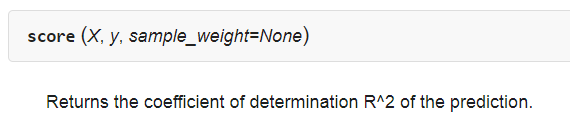 score (X, y, sample_weight=None)
Returns the coefficient of determination R^2 of the prediction.